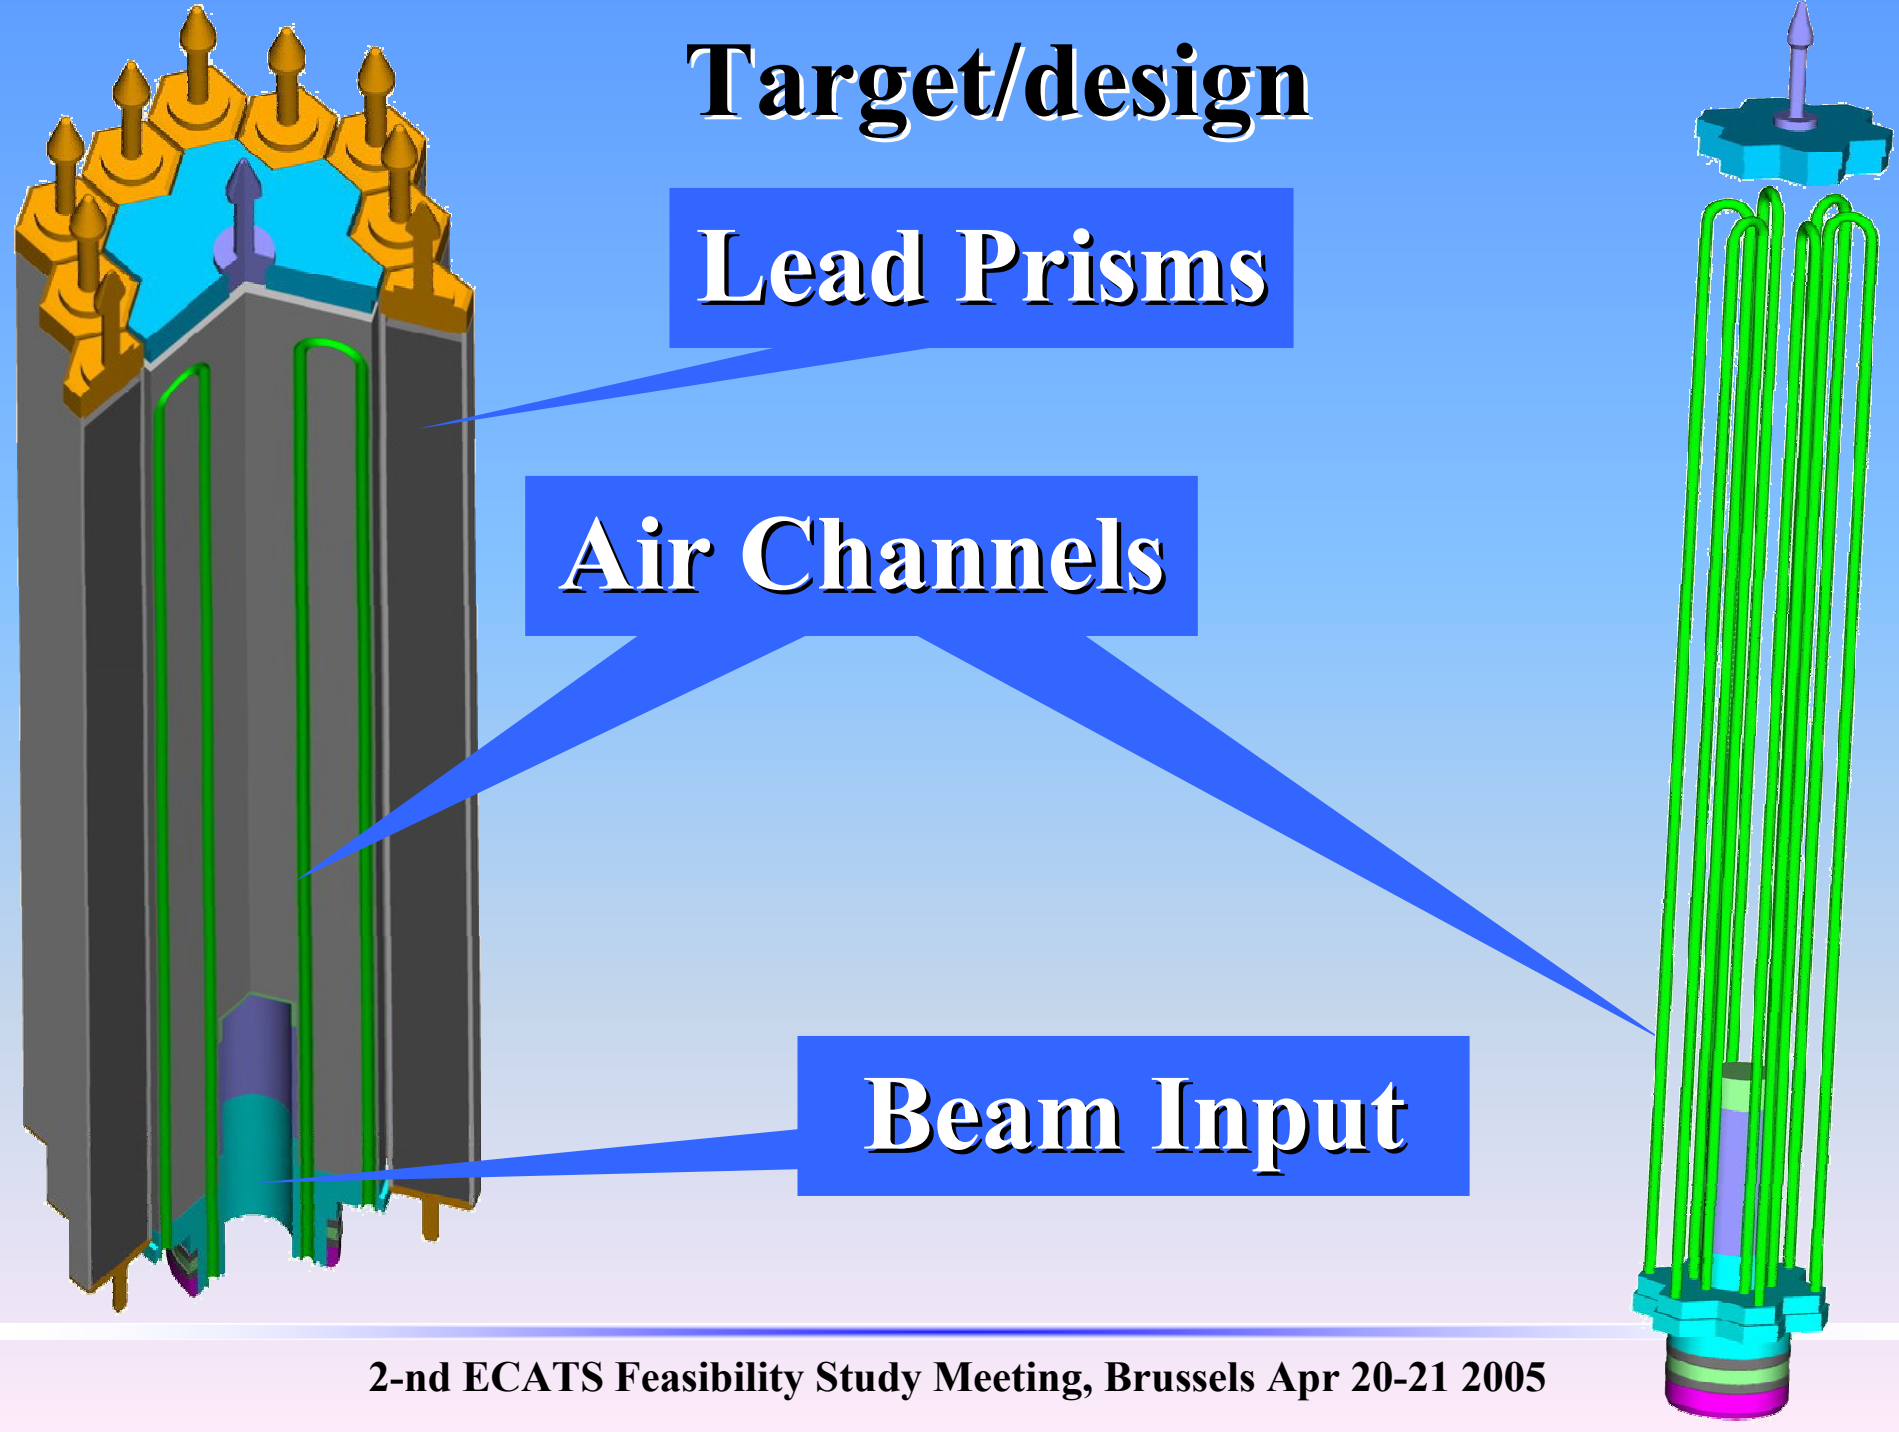 Target/design
Lead Prisms
Air Channels
Beam Input
2-nd ECATS Feasibility Study Meeting, Brussels Apr 20-21 2005